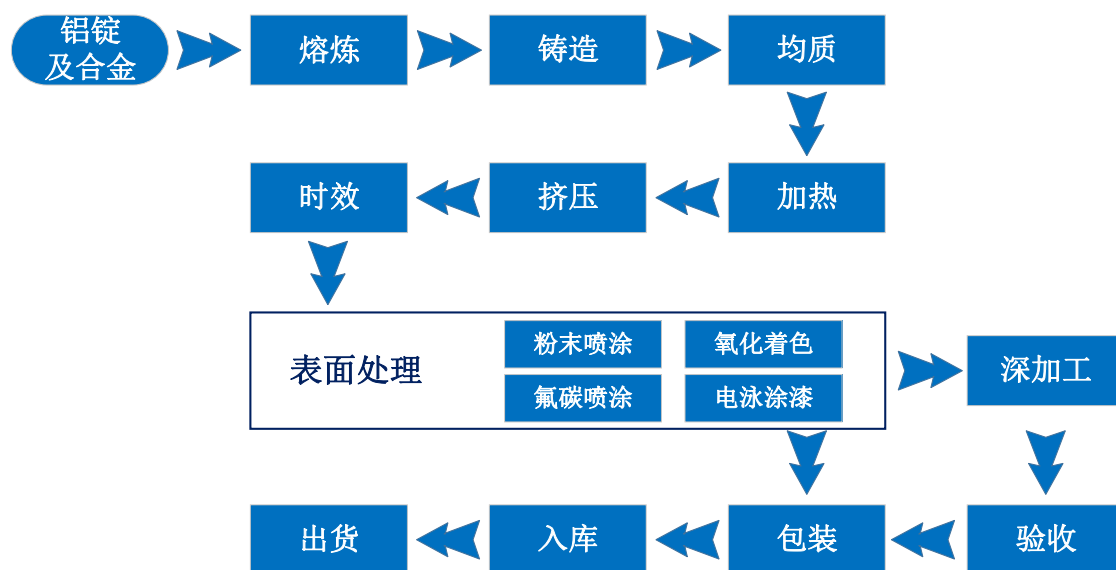 铝锭
及合金
熔炼
铸造
均质
时效
挤压
加热
表面处理
粉末喷涂
氧化着色
氟碳喷涂
电泳涂漆
深加工
出货
入库
包装
验收